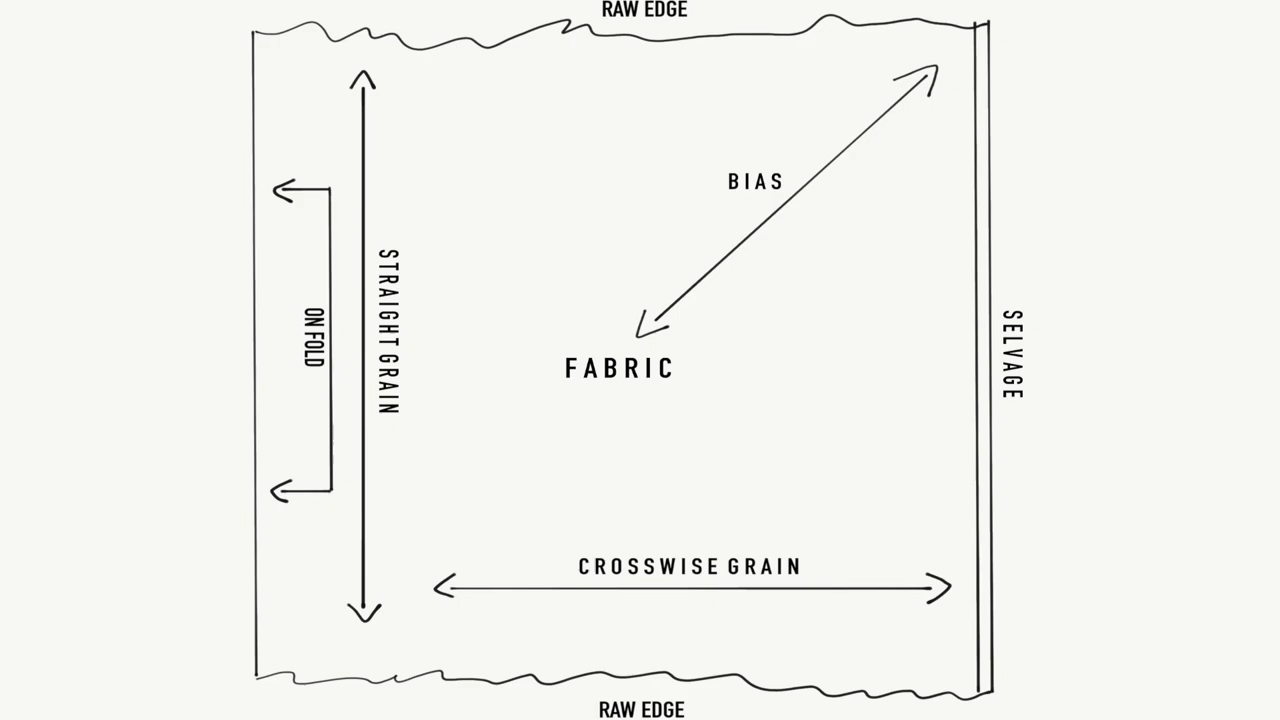 RAW EDGE
BIAS
STRAIGHT GRAIN
ON FOLD
SELVAGE
FABRIC
CROSSWISE GRAIN
RAW EDGE